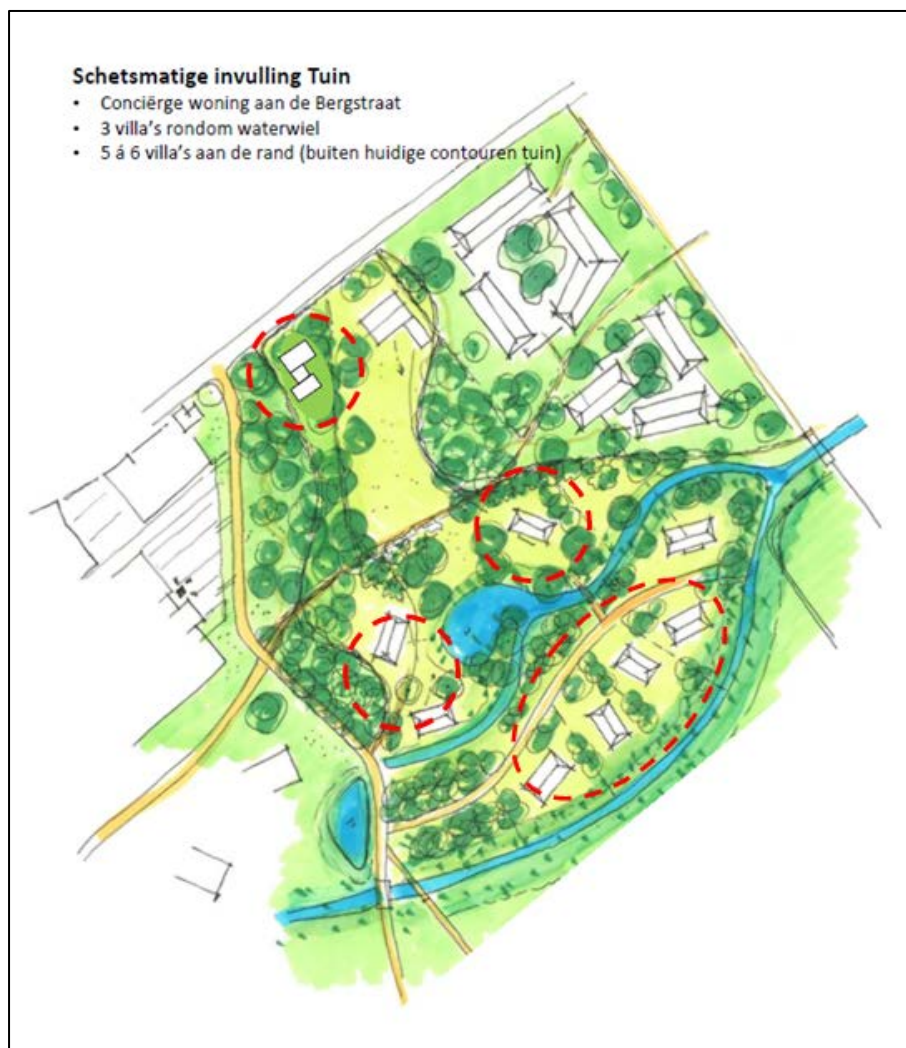 Schetsmatige invulling Tuin
• Conciërge woning aan de Bergstraat
• 3 villa's rondom waterwiel
• 5 á 6 villa's aan de rand (buiten huidige contouren tuin)